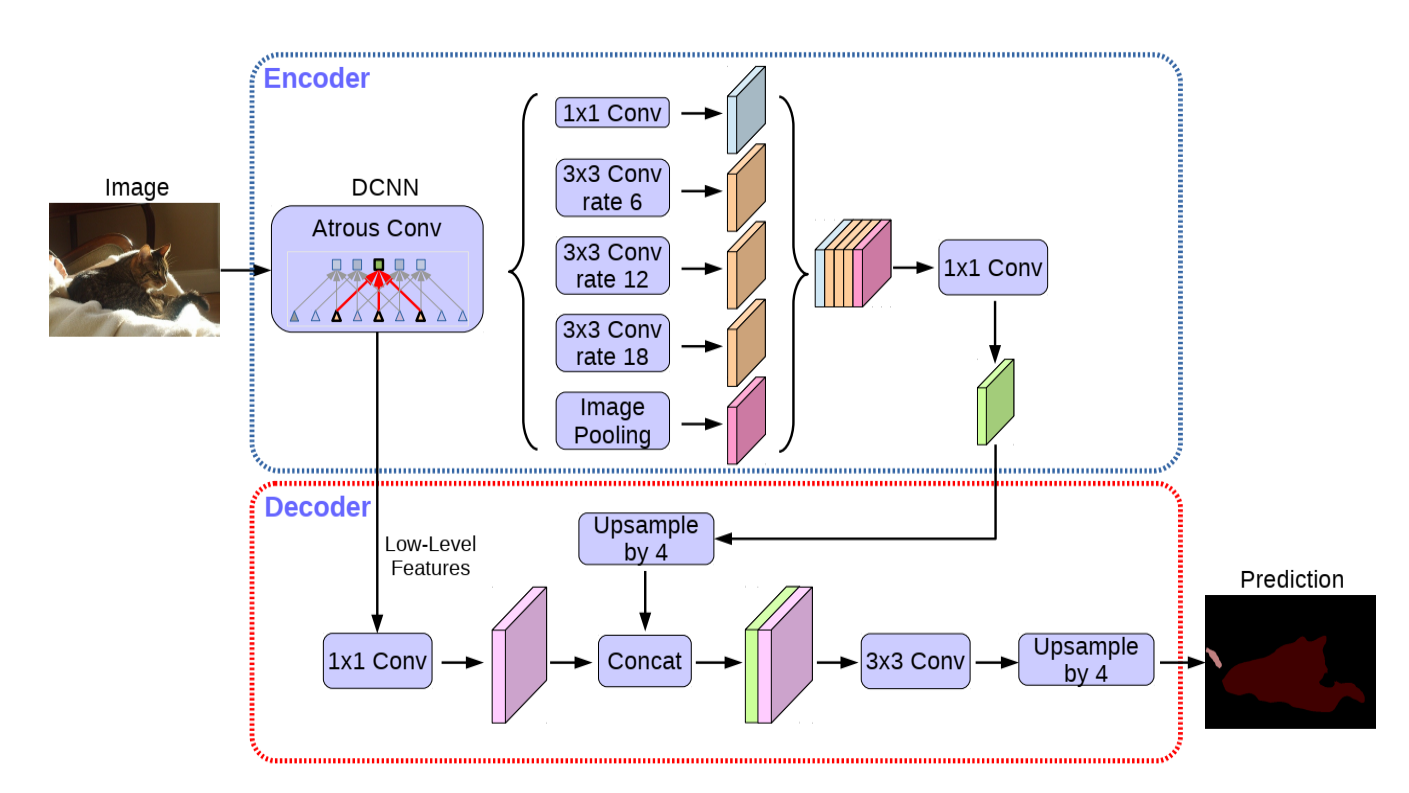 Encoder
Image
DCNN
Atrous Conv
1x1 Conv
3x3 Conv
rate 6
3x3 Conv
rate 12
3x3 Conv
rate 18
Image
Pooling
1x1 Conv
Decoder
Low-Level
Features
1x1 Conv
Upsample
by 4
Concat
3x3 Conv
Upsample
by 4
Prediction